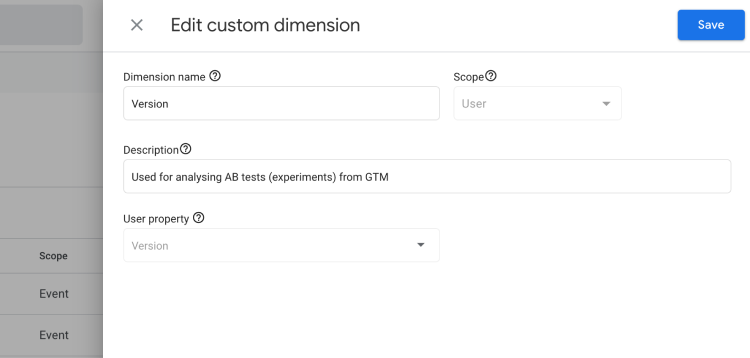 Edit custom dimension
Save
Dimension name
Scope
Version
User
Description
Used for analysing AB tests (experiments) from GTM
User property
Version
Scope
Event
Event